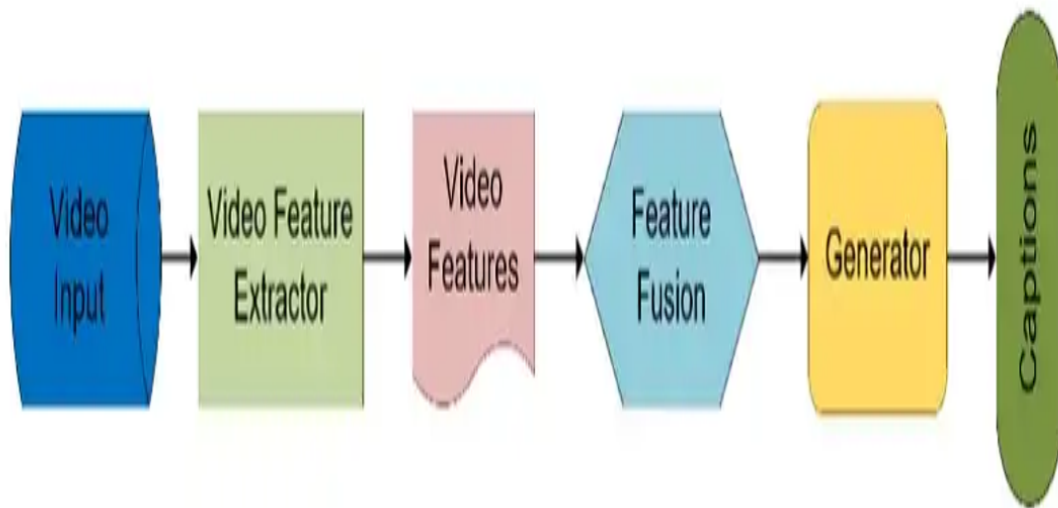 Video
Input
Video Feature
Extractor
Video
Features
Feature
Fusion
Generator
Captions